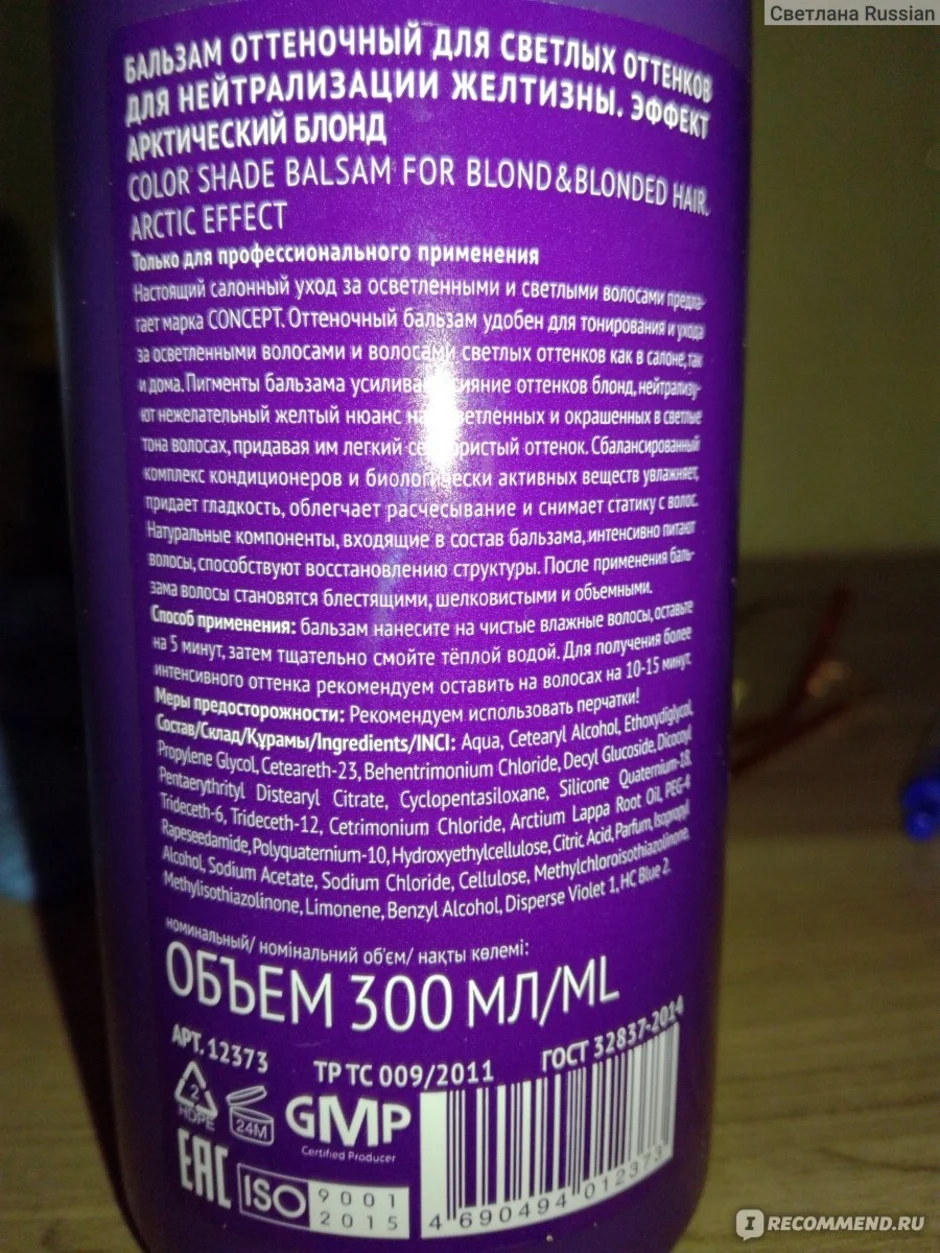 Светлана Russian
БАЛЬЗАМ ОТТЕНОЧНЫЙ ДЛЯ СВЕТЛЫХ ОТТЕНКОВ
ДЛЯ НЕЙТРАЛИЗАЦИИ ЖЕЛТИЗНЫ. ЭФФЕКТ
АРКТИЧЕСКИЙ БЛОНД
COLOR SHADE BALSAM FOR BLOND&BLONDED HAIR.
ARCTIC EFFECT
Только для профессионального применения
Настоящий салонный уход за осветленными и светлыми волосами предла-
гает марка CONCEPT. Оттеночный бальзам удобен для тонирования и ухода
за осветленными волосами и волосами светлых оттенков как в салоне, так
и дома. Пигменты бальзама усилива сияние оттенков блонд, нейтрализу-
ют нежелательный желтый нюанс на осветленных и окрашенных в светлые
тона волосах, придавая им легкий серебристый оттенок. Сбалансированный
комплекс кондиционеров и биологически активных веществ увлажняет,
придает гладкость, облегчает расчесывание и снимает статику с волос.
Натуральные компоненты, входящие в состав бальзама, интенсивно питают
волосы, способствуют восстановлению структуры. После применения баль-
зама волосы становятся блестящими, шелковистыми и объемными.
Способ применения: бальзам нанесите на чистые влажные волосы, оставьте
на 5 минут, затем тщательно смойте тёплой водой. Для получения более
интенсивного оттенка рекомендуем оставить на волосах на 10-15 минут.
Меры предосторожности: Рекомендуем использовать перчатки!
Состав/Склад/Құрамы/Ingredients/INCI: Aqua, Cetearyl Alcohol, Ethoxydiglycol,
Propylene Glycol, Ceteareth-23, Behentrimonium Chloride, Decyl Glucoside, Dicocoyl
Pentaerythrityl Distearyl Citrate, Cyclopentasiloxane, Silicone Quaternium-18,
Trideceth-6, Trideceth-12, Cetrimonium Chloride, Arctium Lappa Root Oil, PEG-4
Rapeseedamide, Polyquaternium-10, Hydroxyethylcellulose, Citric Acid, Parfum, Isopropyl
Alcohol, Sodium Acetate, Sodium Chloride, Cellulose, Methylchloroisothiazolinone,
Methylisothiazolinone, Limonene, Benzyl Alcohol, Disperse Violet 1, HC Blue 2.
номинальный/ номінальний об'єм/ нақты көлемі:
ОБЪЕМ 300 МЛ/ML
АРТ. 12373
ТР ТС 009/2011
ГОСТ 32837-2014
2
HDPE
24M
GMP
Certified Producer
EAC
ISO
9001
2015
4 690494 012373
IRECOMMEND.RU